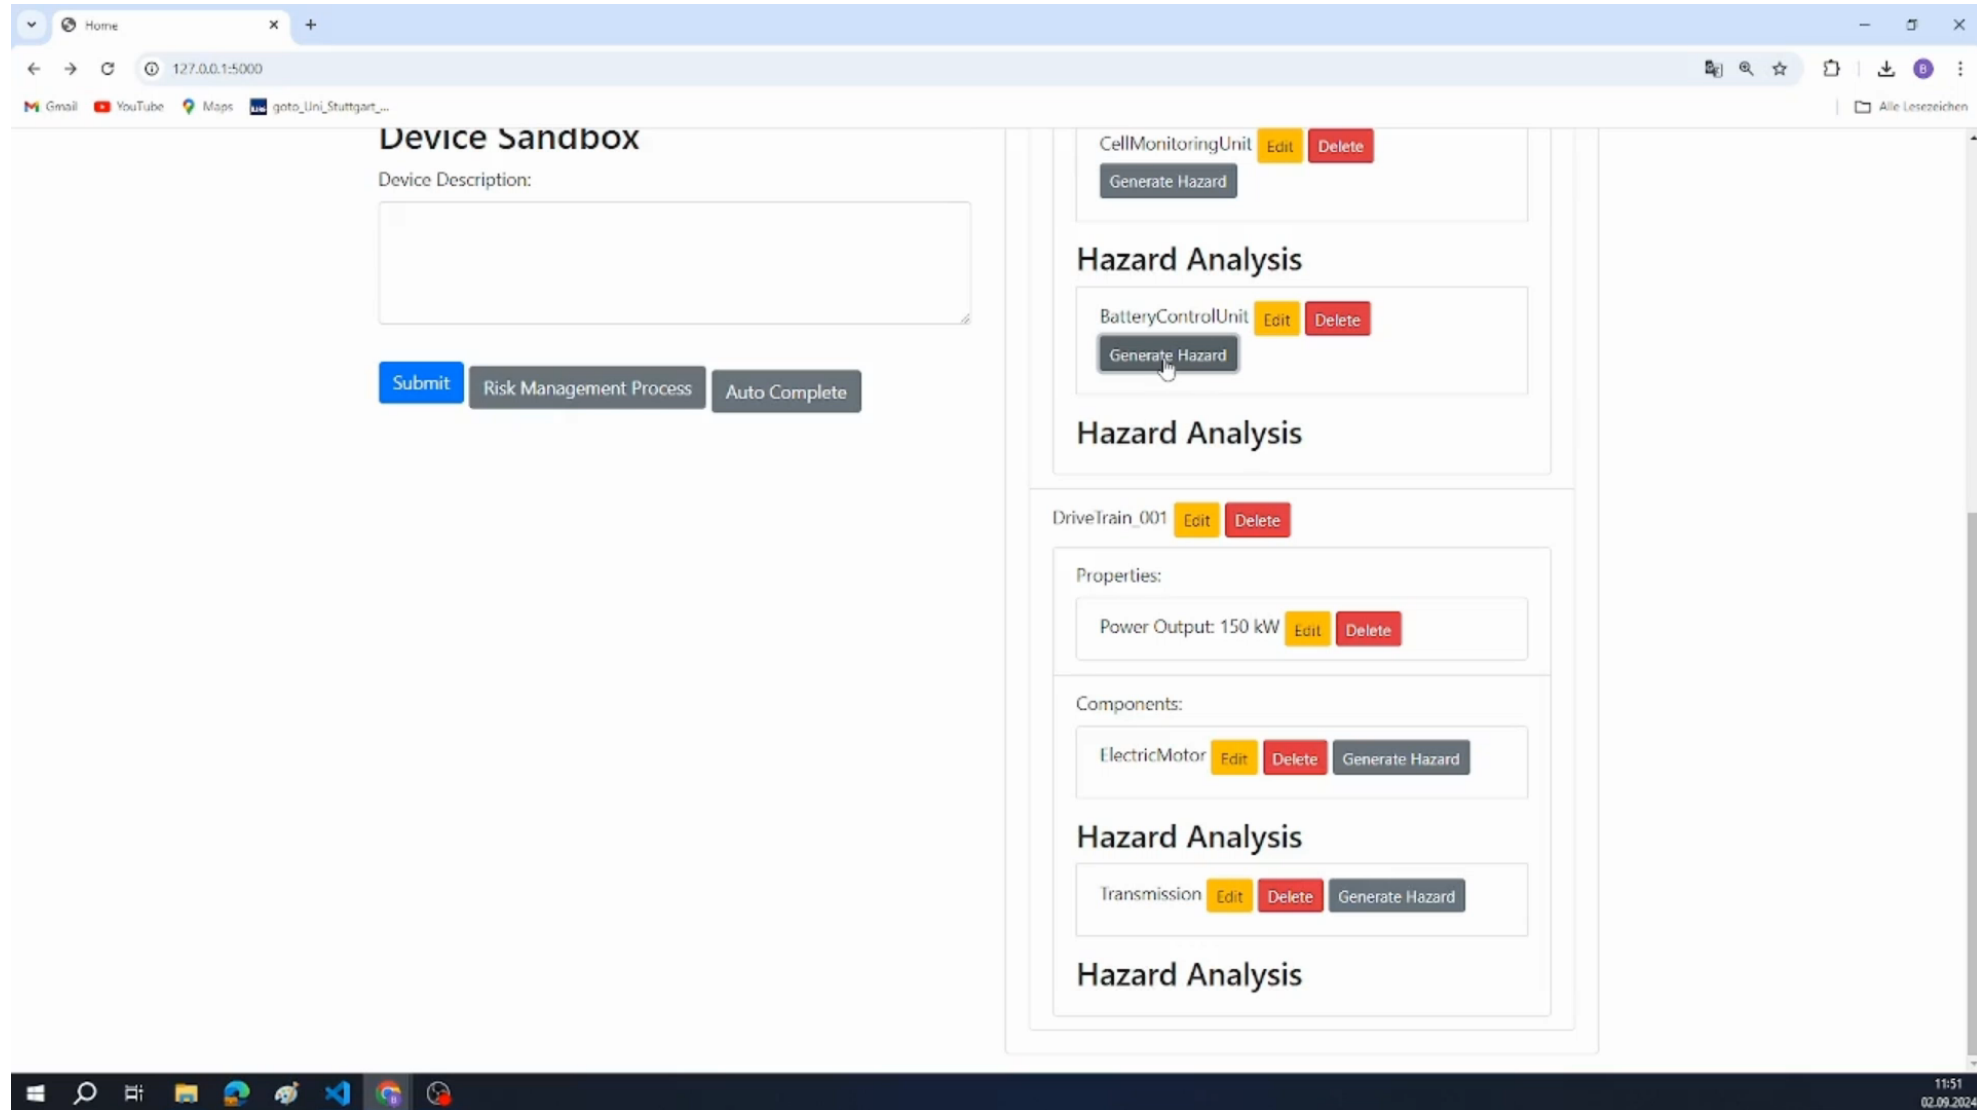 Home
127.0.0.1:5000
B
Gmail YouTube Maps goto_Uni_Stuttgart_... Alle Lesezeichen
Device Sandbox
Device Description:
Submit Risk Management Process Auto Complete
CellMonitoringUnit Edit Delete
Generate Hazard
Hazard Analysis
BatteryControlUnit Edit Delete
Generate Hazard
Hazard Analysis
DriveTrain_001 Edit Delete
Properties:
Power Output: 150 kW Edit Delete
Components:
ElectricMotor Edit Delete Generate Hazard
Hazard Analysis
Transmission Edit Delete Generate Hazard
Hazard Analysis
11:51
02.09.2024